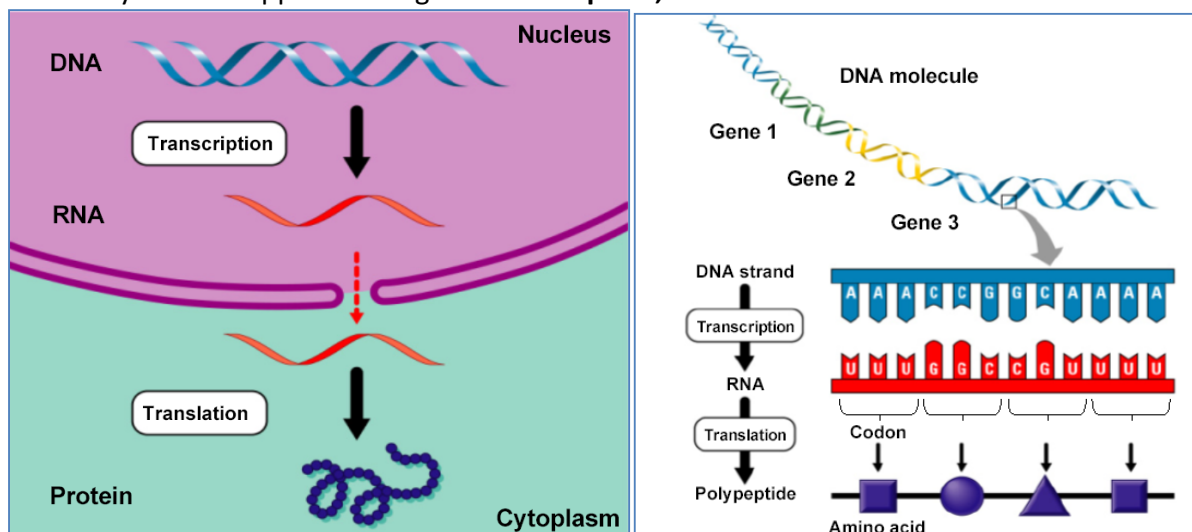 Nucleus
DNA
Transcription
RNA
Translation
Protein
Cytoplasm
DNA molecule
Gene 1
Gene 2
Gene 3
DNA strand
A A A C C G G C A A A A
Transcription
U U U G G C C G U U U U
RNA
Codon
Translation
Polypeptide
Amino acid